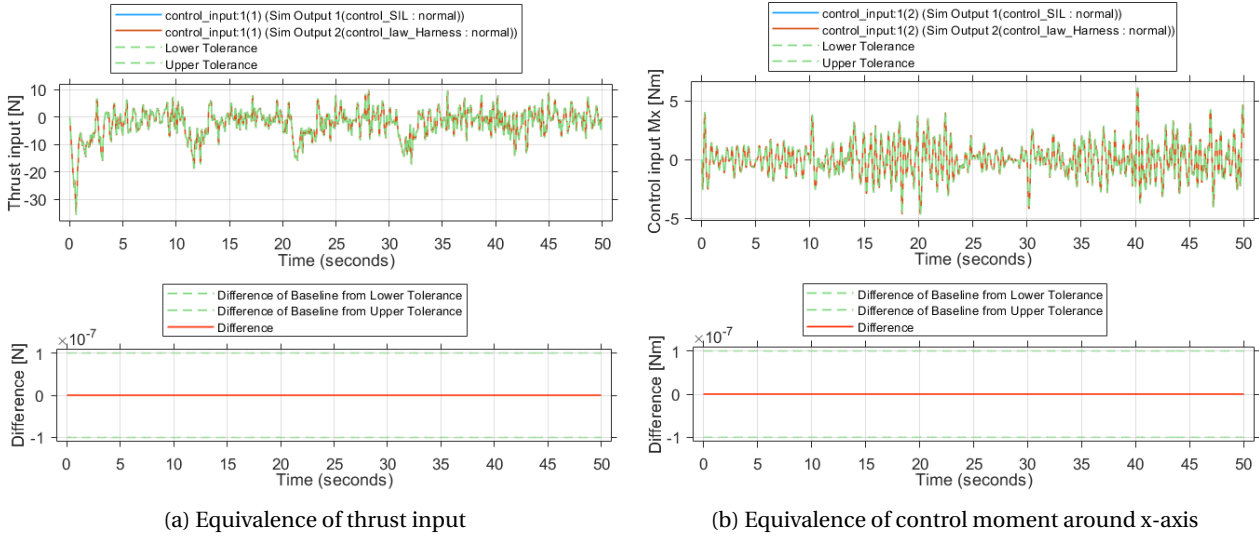 control_input:1(1) (Sim Output 1(control_SIL : normal))
control_input:1(1) (Sim Output 2(control_law_Harness : normal))
Lower Tolerance
Upper Tolerance
Thrust input [N]
10
0
-10
-20
-30
0 5 10 15 20 25 30 35 40 45 50
Time (seconds)
Difference of Baseline from Lower Tolerance
Difference of Baseline from Upper Tolerance
Difference
×10-7
Difference [N]
1
0
-1
0 5 10 15 20 25 30 35 40 45 50
Time (seconds)
(a) Equivalence of thrust input
control_input:1(2) (Sim Output 1(control_SIL : normal))
control_input:1(2) (Sim Output 2(control_law_Harness : normal))
Lower Tolerance
Upper Tolerance
Control input Mx [Nm]
5
0
-5
0 5 10 15 20 25 30 35 40 45 50
Time (seconds)
Difference of Baseline from Lower Tolerance
Difference of Baseline from Upper Tolerance
Difference
×10-7
Difference [Nm]
1
0
-1
0 5 10 15 20 25 30 35 40 45 50
Time (seconds)
(b) Equivalence of control moment around x-axis